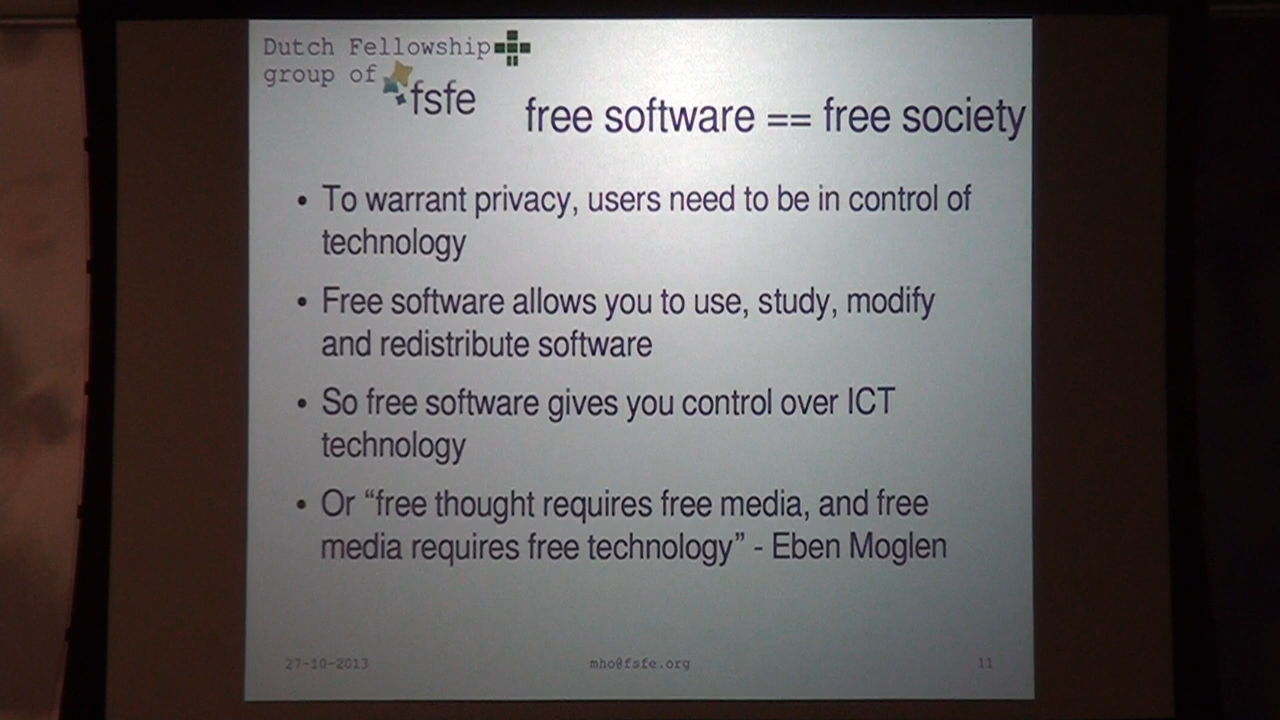 Dutch Fellowship
group of
fsfe
free software == free society
• To warrant privacy, users need to be in control of
technology
• Free software allows you to use, study, modify
and redistribute software
• So free software gives you control over ICT
technology
• Or “free thought requires free media, and free
media requires free technology” - Eben Moglen
27-10-2013
mho@fsfe.org
11